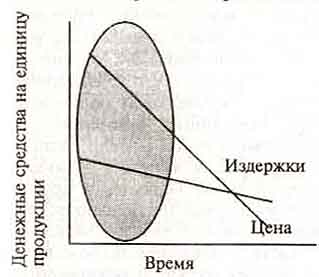 Денежные средства на единицу
продукции
Издержки
Цена
Время